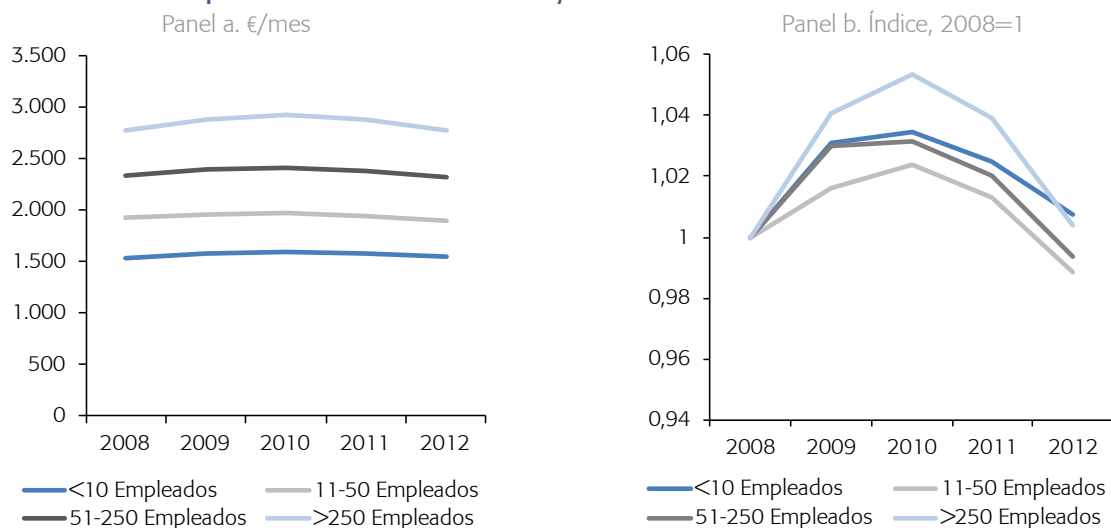 Panel a. €/mes
3.500
3.000
2.500
2.000
1.500
1.000
500
0
2008 2009 2010 2011 2012
<10 Empleados 11-50 Empleados
51-250 Empleados >250 Empleados
Panel b. Índice, 2008=1
1,06
1,04
1,02
1
0,98
0,96
0,94
2008 2009 2010 2011 2012
<10 Empleados 11-50 Empleados
51-250 Empleados >250 Empleados